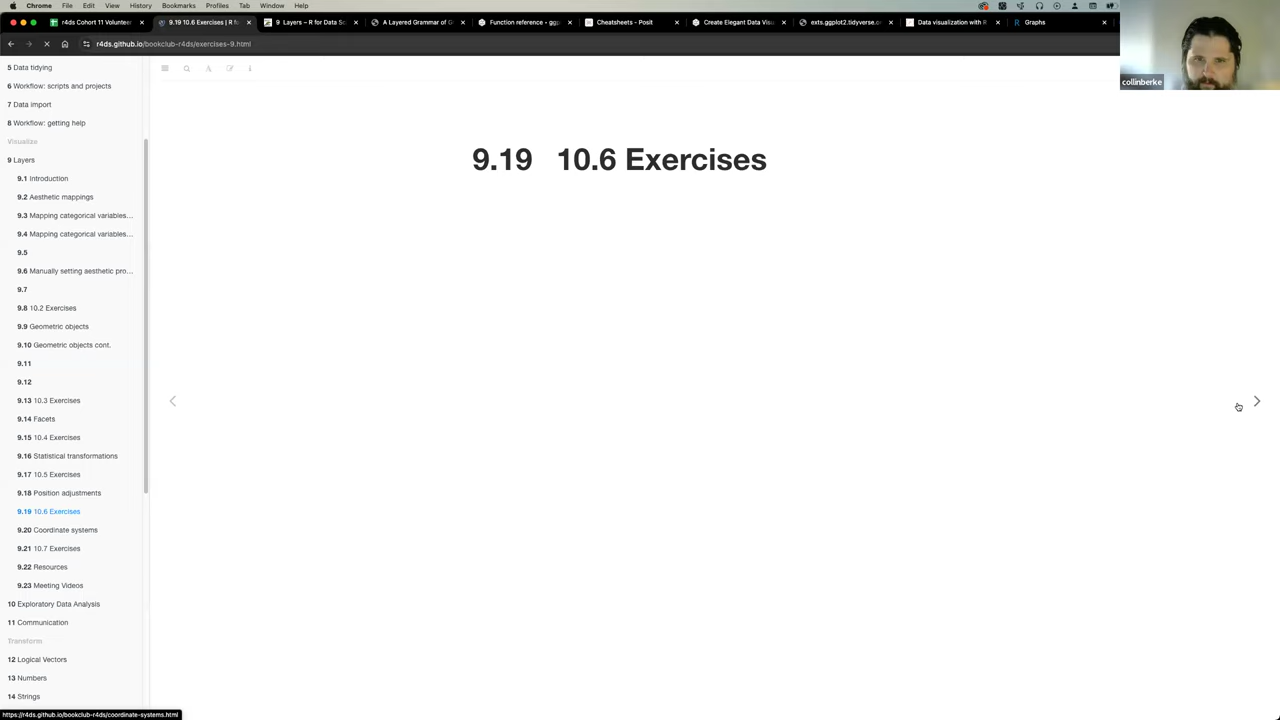 Chrome File Edit View History Bookmarks Profiles Tab Window Help
r4ds Cohort 11 Volunteer
9.19 10.6 Exercises | R f
9 Layers – R for Data Sc
A Layered Grammar of G
Function reference - ggp
Cheatsheets - Posit
Create Elegant Data Visu
exts.ggplot2.tidyverse.o
Data visualization with R
Graphs
r4ds.github.io/bookclub-r4ds/exercises-9.html
collinberke
5 Data tidying
6 Workflow: scripts and projects
7 Data import
8 Workflow: getting help
Visualize
9 Layers
9.1 Introduction
9.2 Aesthetic mappings
9.3 Mapping categorical variables…
9.4 Mapping categorical variables…
9.5
9.6 Manually setting aesthetic pro…
9.7
9.8 10.2 Exercises
9.9 Geometric objects
9.10 Geometric objects cont.
9.11
9.12
9.13 10.3 Exercises
9.14 Facets
9.15 10.4 Exercises
9.16 Statistical transformations
9.17 10.5 Exercises
9.18 Position adjustments
9.19 10.6 Exercises
9.20 Coordinate systems
9.21 10.7 Exercises
9.22 Resources
9.23 Meeting Videos
10 Exploratory Data Analysis
11 Communication
Transform
12 Logical Vectors
13 Numbers
14 Strings
https://r4ds.github.io/bookclub-r4ds/coordinate-systems.html
9.19 10.6 Exercises